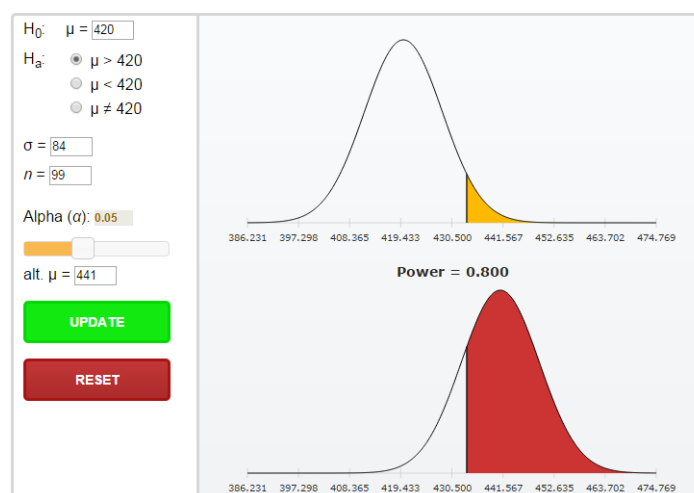 H₀: μ = 420
Hₐ: μ > 420
μ < 420
μ ≠ 420
σ = 84
n = 99
Alpha (α): 0.05
alt. μ = 441
UPDATE
RESET
386.231 397.298 408.365 419.433 430.500 441.567 452.635 463.702 474.769
Power = 0.800
386.231 397.298 408.365 419.433 430.500 441.567 452.635 463.702 474.769